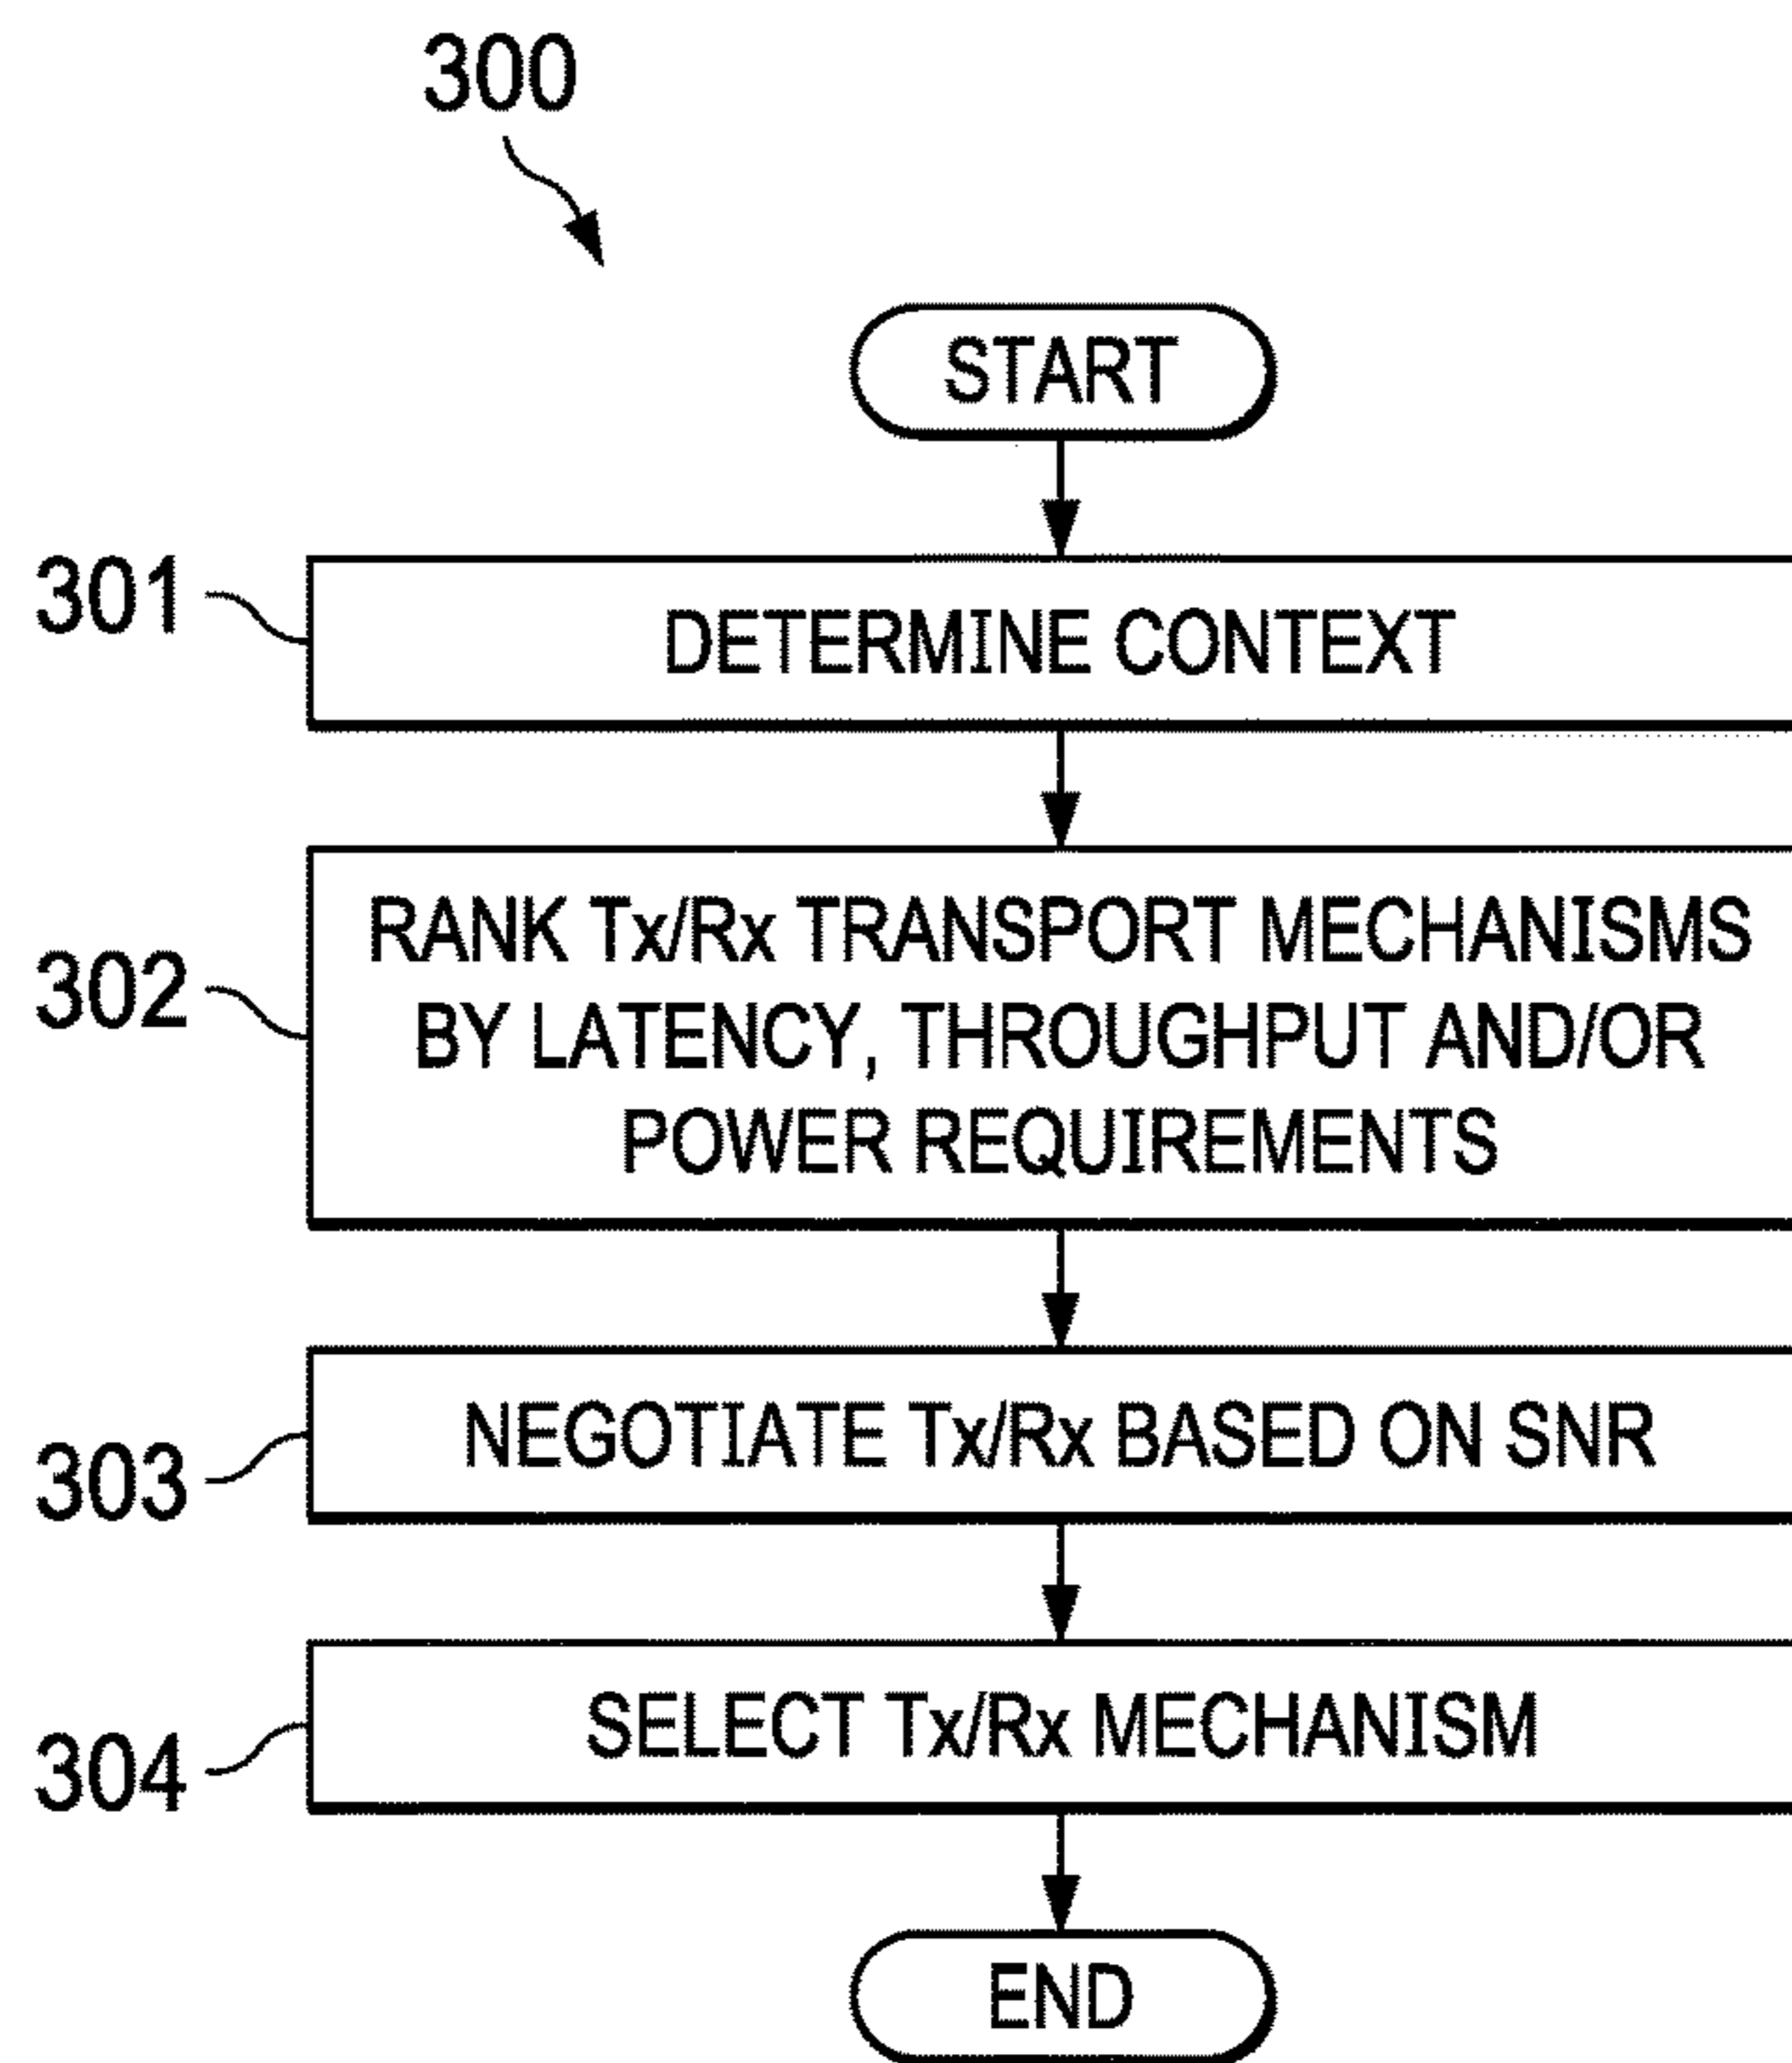 300
START
301
DETERMINE CONTEXT
302
RANK Tx/Rx TRANSPORT MECHANISMS
BY LATENCY, THROUGHPUT AND/OR
POWER REQUIREMENTS
303
NEGOTIATE Tx/Rx BASED ON SNR
304
SELECT Tx/Rx MECHANISM
END